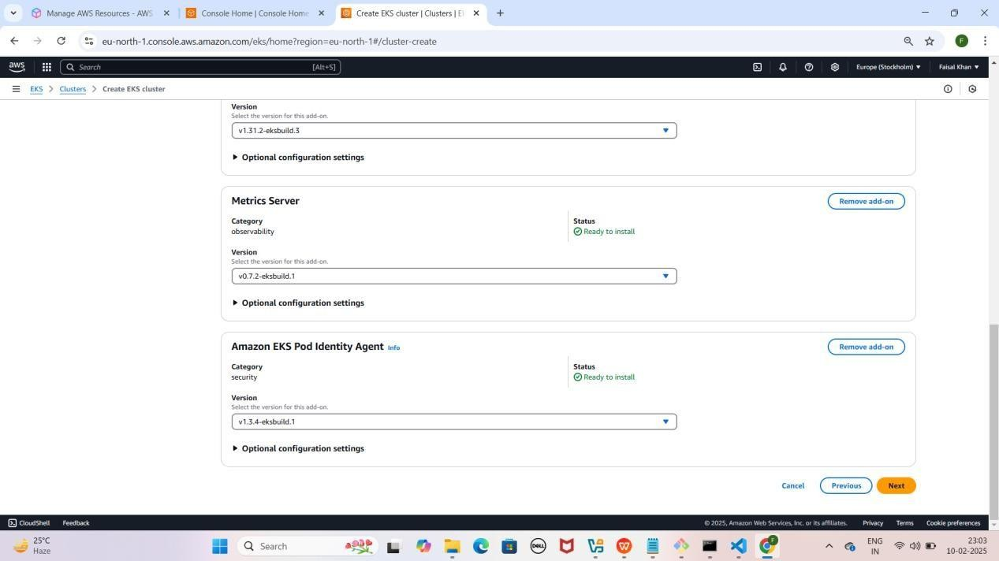 Manage AWS Resources - AWS
Console Home | Console Home
Create EKS cluster | Clusters | El
eu-north-1.console.aws.amazon.com/eks/home?region=eu-north-1#/cluster-create
F
aws
Search
[Alt+S]
Europe (Stockholm)
Faisal Khan
EKS
Clusters
Create EKS cluster
Version
Select the version for this add-on.
v1.31.2-eksbuild.3
Optional configuration settings
Metrics Server
Remove add-on
Category
observability
Status
Ready to install
Version
Select the version for this add-on.
v0.7.2-eksbuild.1
Optional configuration settings
Amazon EKS Pod Identity Agent Info
Remove add-on
Category
security
Status
Ready to install
Version
Select the version for this add-on.
v1.3.4-eksbuild.1
Optional configuration settings
Cancel
Previous
Next
CloudShell
Feedback
© 2025, Amazon Web Services, Inc. or its affiliates.
Privacy
Terms
Cookie preferences
25°C
Haze
Search
DELL
F
ENG
IN
23:03
10-02-2025